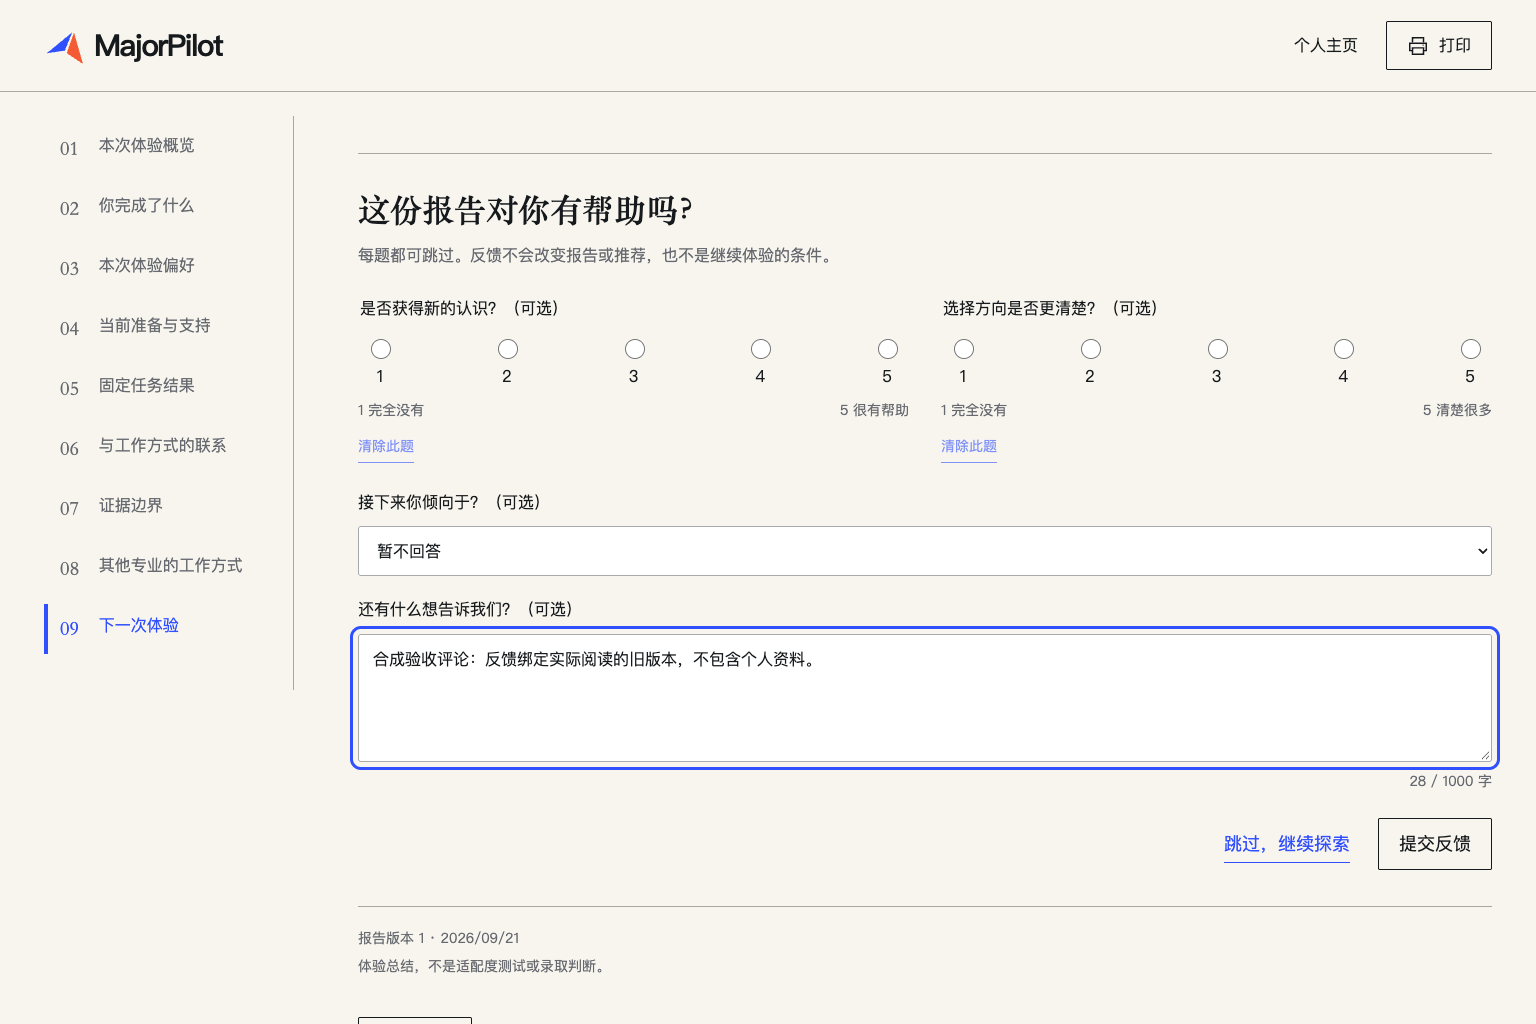 MajorPilot
个人主页
打印
01 本次体验概览
02 你完成了什么
03 本次体验偏好
04 当前准备与支持
05 固定任务结果
06 与工作方式的联系
07 证据边界
08 其他专业的工作方式
09 下一次体验
这份报告对你有帮助吗?
每题都可跳过。反馈不会改变报告或推荐，也不是继续体验的条件。
是否获得新的认识？（可选）
1 2 3 4 5
1 完全没有 5 很有帮助
清除此题
选择方向是否更清楚？（可选）
1 2 3 4 5
1 完全没有 5 清楚很多
清除此题
接下来你倾向于？（可选）
暂不回答
还有什么想告诉我们？（可选）
合成验收评论：反馈绑定实际阅读的旧版本，不包含个人资料。
28 / 1000 字
跳过，继续探索
提交反馈
报告版本 1 · 2026/09/21
体验总结，不是适配度测试或录取判断。